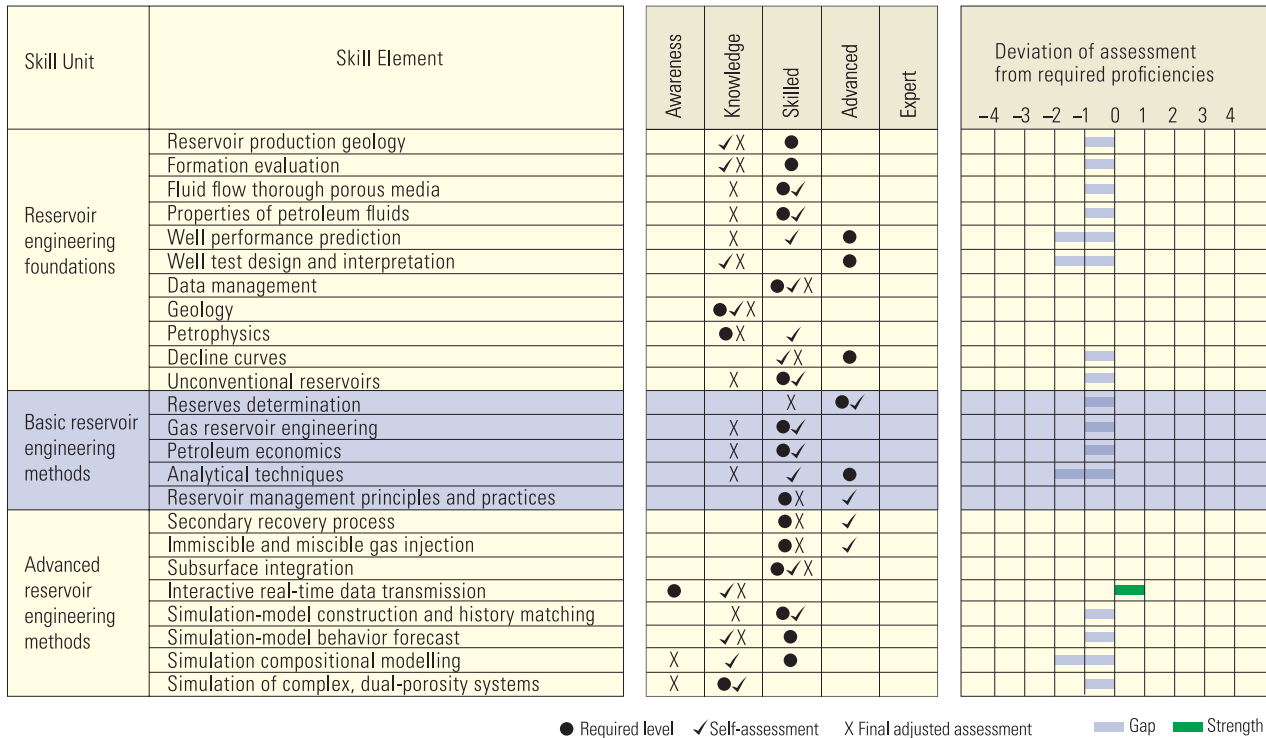 Skill Unit
Skill Element
Awareness
Knowledge
Skilled
Advanced
Expert
Deviation of assessment
from required proficiencies
–4 –3 –2 –1 0 1 2 3 4
Reservoir
engineering
foundations
Reservoir production geology
✓ X ●
Formation evaluation
✓ X ●
Fluid flow thorough porous media
X ● ✓
Properties of petroleum fluids
X ● ✓
Well performance prediction
X ✓ ●
Well test design and interpretation
✓ X ●
Data management
● ✓ X
Geology
● ✓ X
Petrophysics
● X ✓
Decline curves
✓ X ●
Unconventional reservoirs
X ● ✓
Basic reservoir
engineering
methods
Reserves determination
X ● ✓
Gas reservoir engineering
X ● ✓
Petroleum economics
X ● ✓
Analytical techniques
X ✓ ●
Reservoir management principles and practices
● X ✓
Advanced
reservoir
engineering
methods
Secondary recovery process
● X ✓
Immiscible and miscible gas injection
● X ✓
Subsurface integration
● ✓ X
Interactive real-time data transmission
● ✓ X
Simulation-model construction and history matching
X ● ✓
Simulation-model behavior forecast
✓ X ●
Simulation compositional modelling
X ✓ ●
Simulation of complex, dual-porosity systems
X ● ✓
● Required level ✓ Self-assessment X Final adjusted assessment Gap Strength